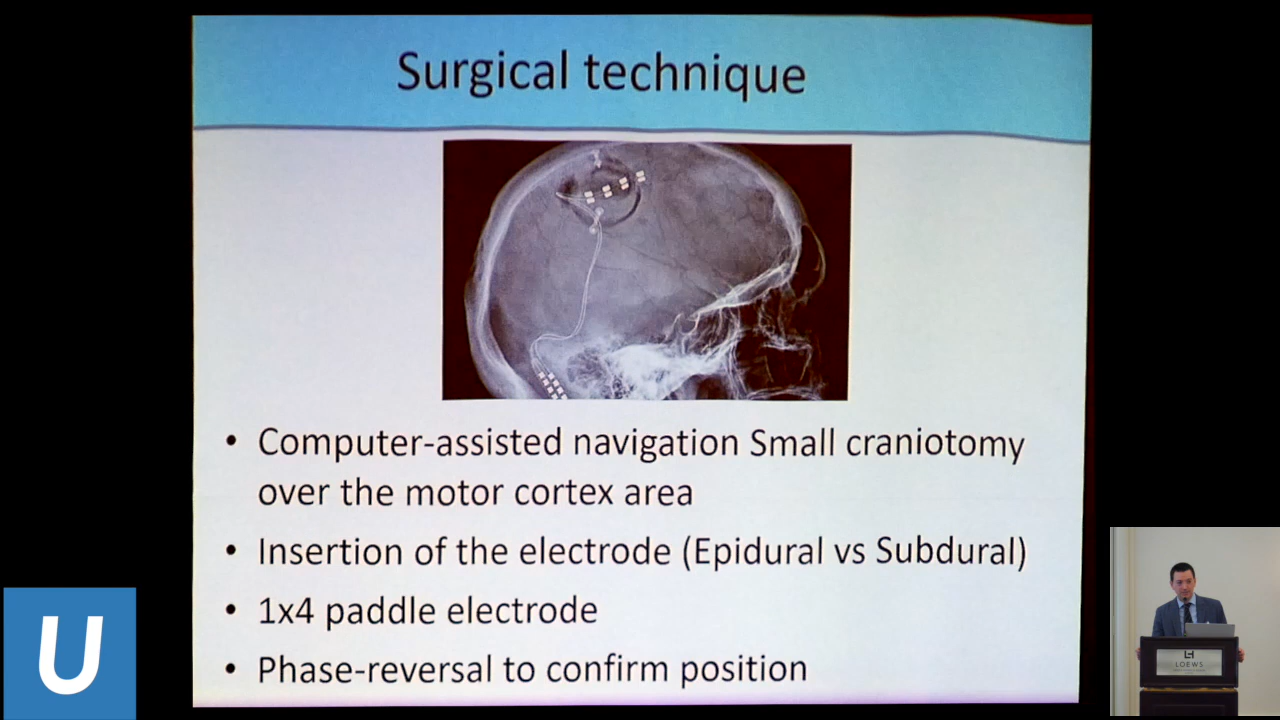 Surgical technique
• Computer-assisted navigation Small craniotomy
over the motor cortex area
• Insertion of the electrode (Epidural vs Subdural)
• 1x4 paddle electrode
• Phase-reversal to confirm position
U
LOEWS